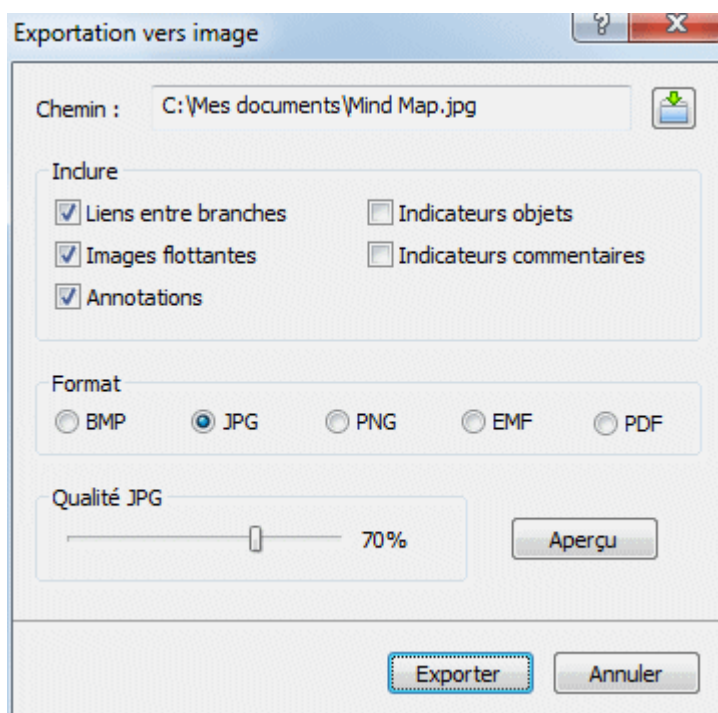 Exportation vers image
Chemin : C:\Mes documents\Mind Map.jpg
Inclure
Liens entre branches Indicateurs objets
Images flottantes Indicateurs commentaires
Annotations
Format
BMP JPG PNG EMF PDF
Qualité JPG
70% Aperçu
Exporter Annuler